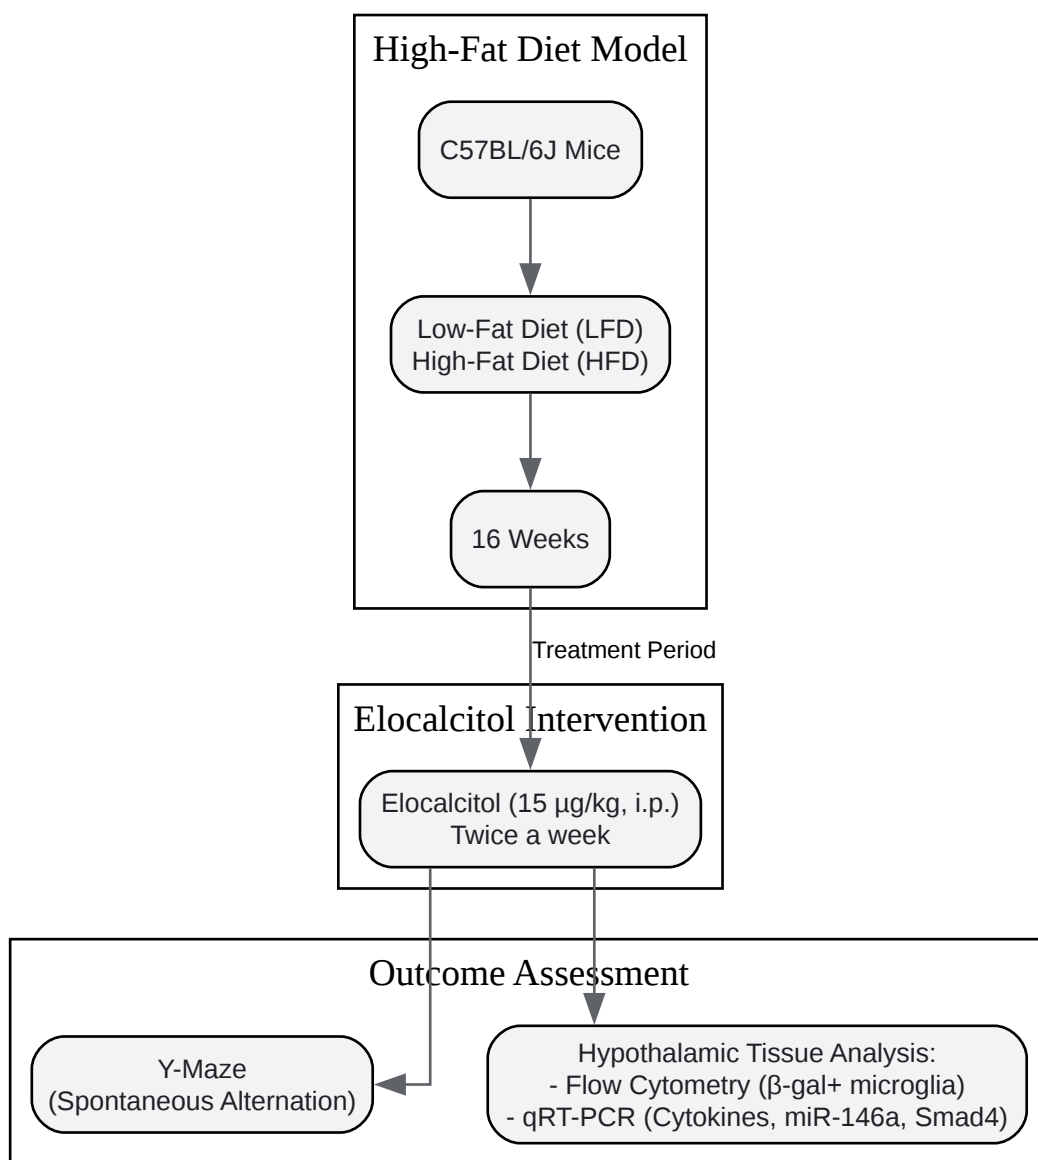 High-Fat Diet Model
C57BL/6J Mice
Low-Fat Diet (LFD)
High-Fat Diet (HFD)
16 Weeks
Treatment Period
Elocalcitol Intervention
Elocalcitol (15 µg/kg, i.p.)
Twice a week
Outcome Assessment
Y-Maze
(Spontaneous Alternation)
Hypothalamic Tissue Analysis:
- Flow Cytometry (β-gal+ microglia)
- qRT-PCR (Cytokines, miR-146a, Smad4)